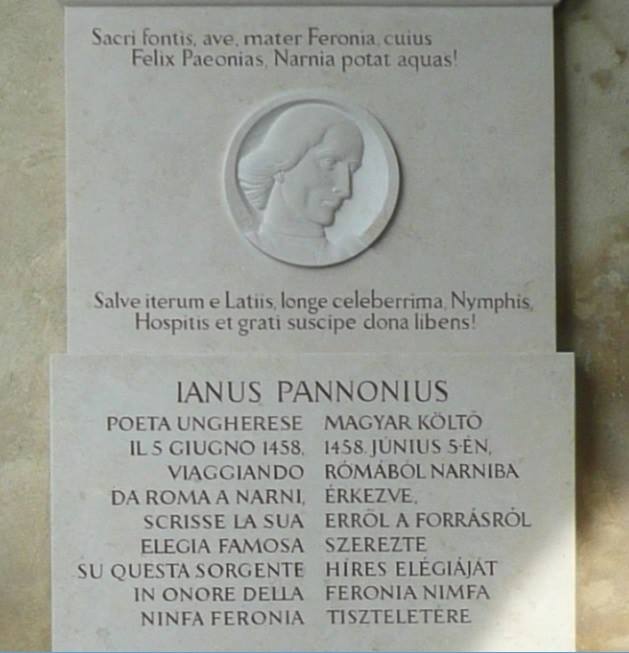 Sacri fontis, ave, mater Feronia, cuius
Felix Paeonias, Narnia potat aquas!
Salve iterum e Latiis, longe celeberrima, Nymphis,
Hospitis et grati suscipe dona libens!
IANUS PANNONIUS
POETA UNGHERESE
IL 5 GIUGNO 1458,
VIAGGIANDO
DA ROMA A NARNI,
SCRISSE LA SUA
ELEGIA FAMOSA
SU QUESTA SORGENTE
IN ONORE DELLA
NINFA FERONIA
MAGYAR KÖLTŐ
1458. JÚNIUS 5-ÉN,
RÓMÁBÓL NARNIBA
ÉRKEZVE,
ERRŐL A FORRÁSRÓL
SZEREZTE
HÍRES ELÉGIÁJÁT
FERONIA NIMFA
TISZTELETÉRE